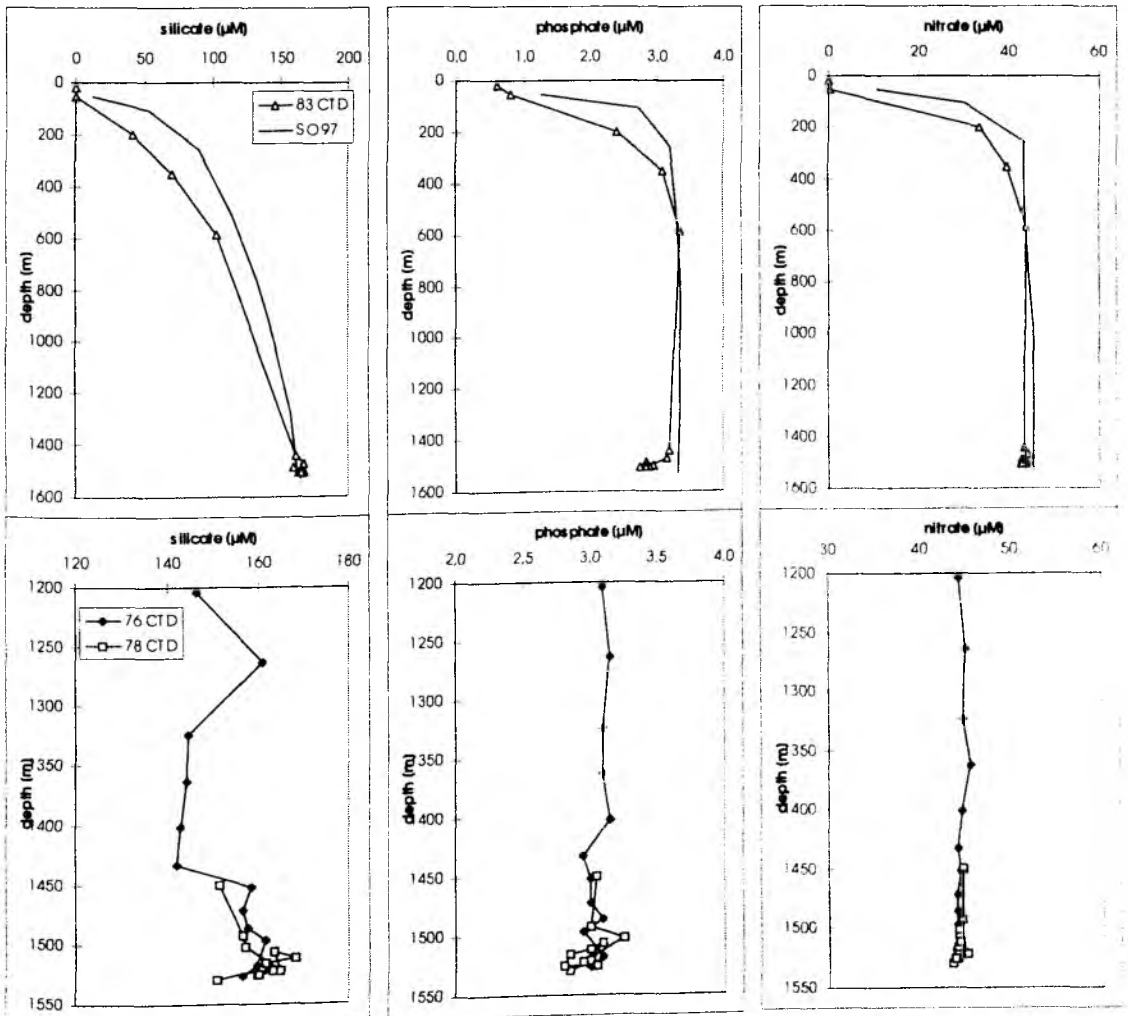 silicate (µM)
0 50 100 150 200
0
200
400
600
800
1000
1200
1400
1600
depth (m)
83 CTD
SO97
phosphate (µM)
0.0 1.0 2.0 3.0 4.0
0
200
400
600
800
1000
1200
1400
1600
depth (m)
nitrate (µM)
0 20 40 60
0
200
400
600
800
1000
1200
1400
1600
depth (m)
silicate (µM)
120 130 140 150 160
1200
1250
1300
1350
1400
1450
1500
1550
depth (m)
76 CTD
78 CTD
phosphate (µM)
2.0 2.5 3.0 3.5 4.0
1200
1250
1300
1350
1400
1450
1500
1550
depth (m)
nitrate (µM)
30 40 50 60
1200
1250
1300
1350
1400
1450
1500
1550
depth (m)